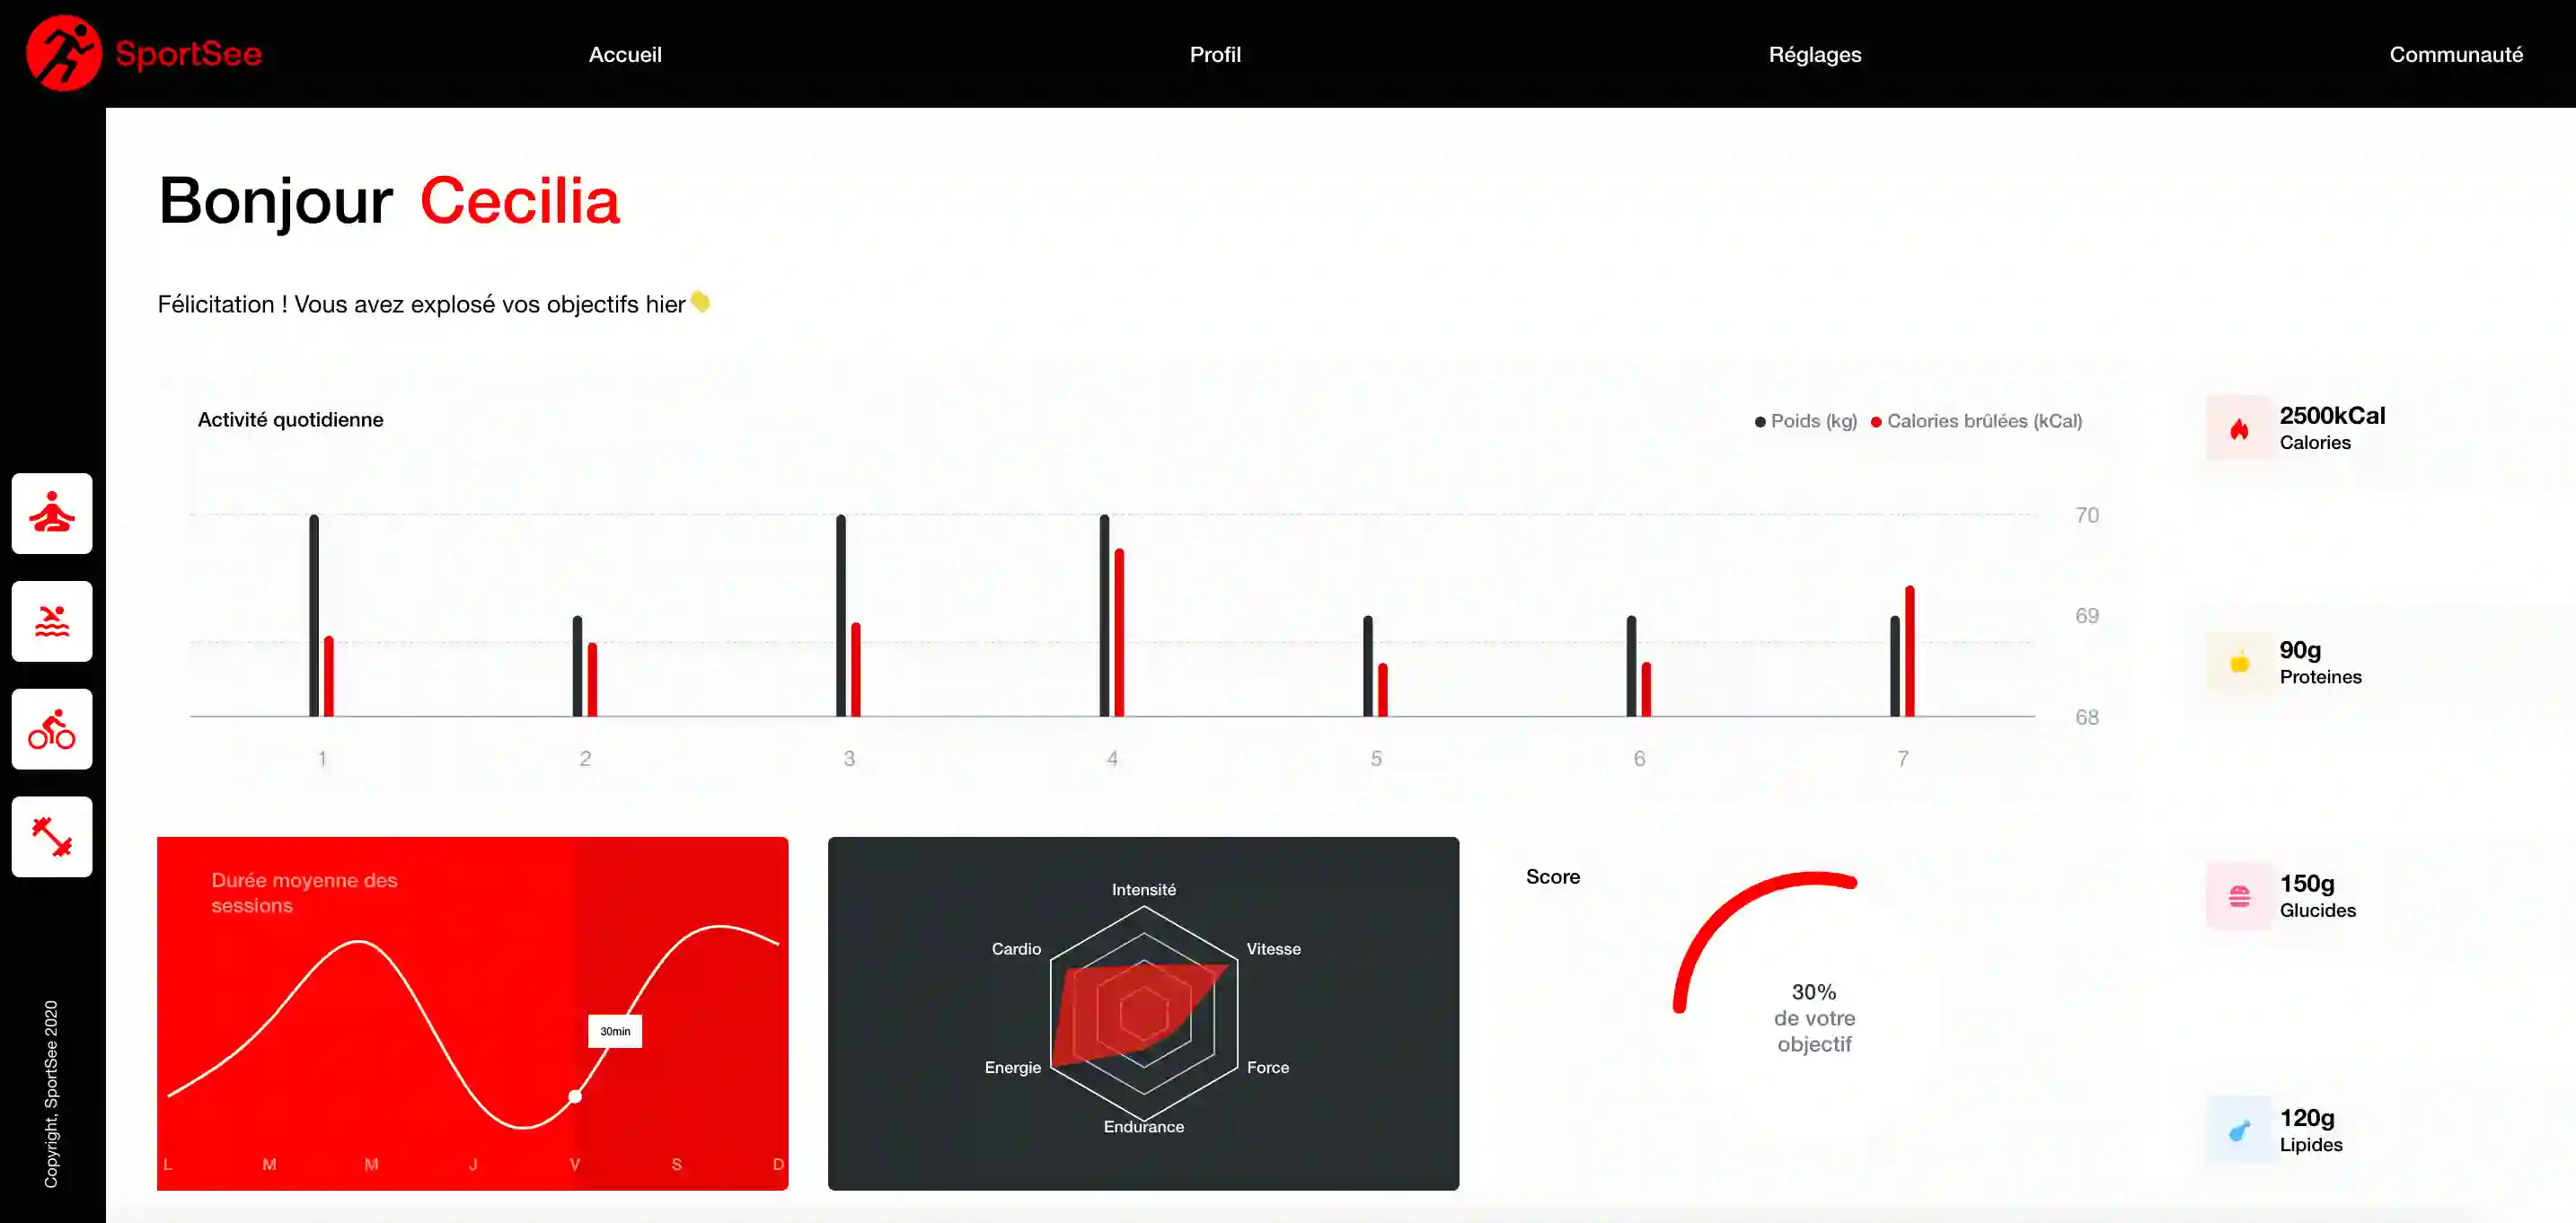 SportSee
Accueil
Profil
Réglages
Communauté
Bonjour Cecilia
Félicitation ! Vous avez explosé vos objectifs hier
Activité quotidienne
Poids (kg)
Calories brûlées (kCal)
70
69
68
1
2
3
4
5
6
7
2500kCal
Calories
90g
Proteines
150g
Glucides
120g
Lipides
Durée moyenne des
sessions
30min
L
M
M
J
V
S
D
Intensité
Vitesse
Force
Endurance
Energie
Cardio
Score
30%
de votre
objectif
Copyright, SportSee 2020